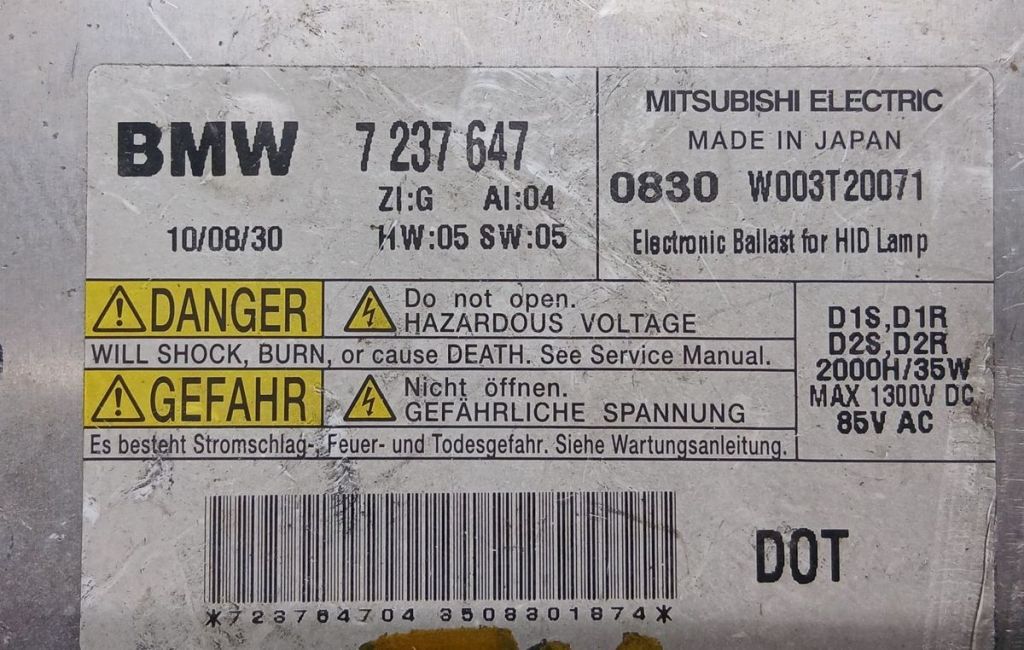 BMW 7 237 647
ZI:G AI:04
10/08/30 HW:05 SW:05
MITSUBISHI ELECTRIC
MADE IN JAPAN
0830 W003T20071
Electronic Ballast for HID Lamp
DANGER Do not open.
HAZARDOUS VOLTAGE
WILL SHOCK, BURN, or cause DEATH. See Service Manual.
GEFAHR Nicht öffnen.
GEFÄHRLICHE SPANNUNG
Es besteht Stromschlag-, Feuer- und Todesgefahr. Siehe Wartungsanleitung.
D1S, D1R
D2S, D2R
2000H/35W
MAX 1300V DC
85V AC
DOT
*723764704 3508301874*